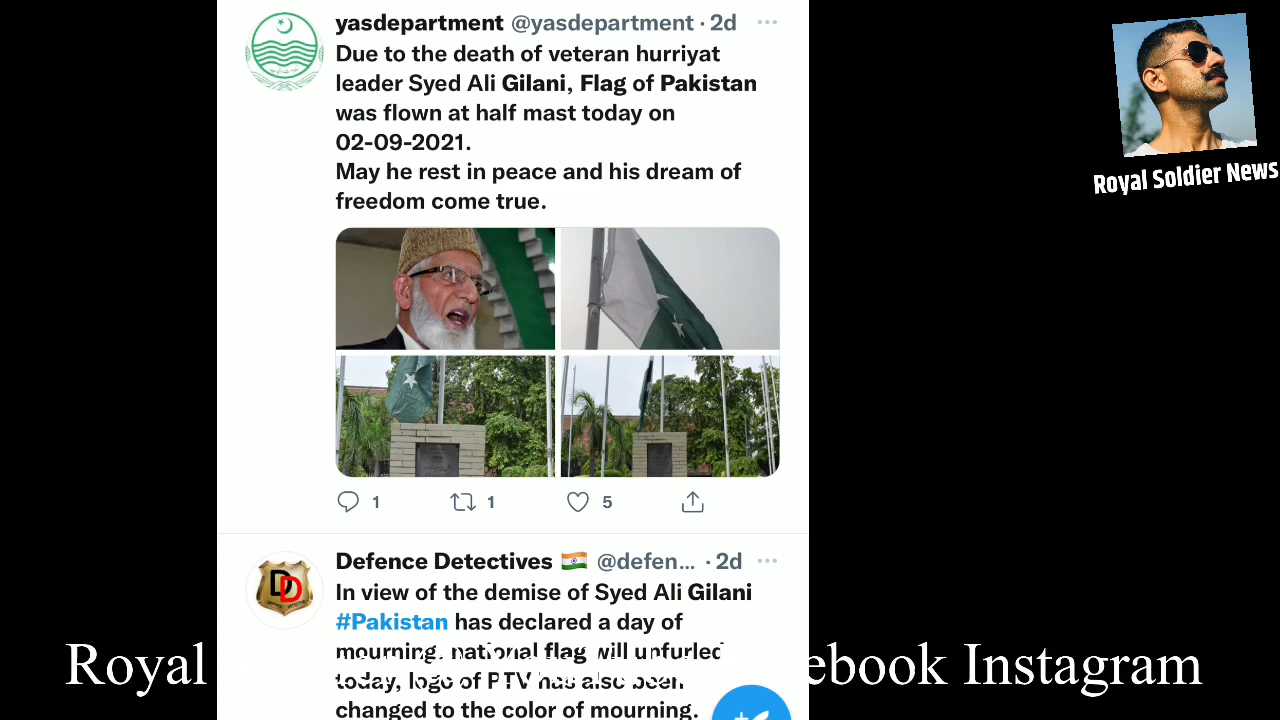 yasdepartment @yasdepartment · 2d
Due to the death of veteran hurriyat
leader Syed Ali Gilani, Flag of Pakistan
was flown at half mast today on
02-09-2021.
May he rest in peace and his dream of
freedom come true.
1 1 5
Defence Detectives 🇮🇳 @defen... · 2d
In view of the demise of Syed Ali Gilani
#Pakistan has declared a day of
mourning, national flag will unfurled
today, logo of PTV has also been
changed to the color of mourning.
Royal Soldier News
Royal
ebook Instagram